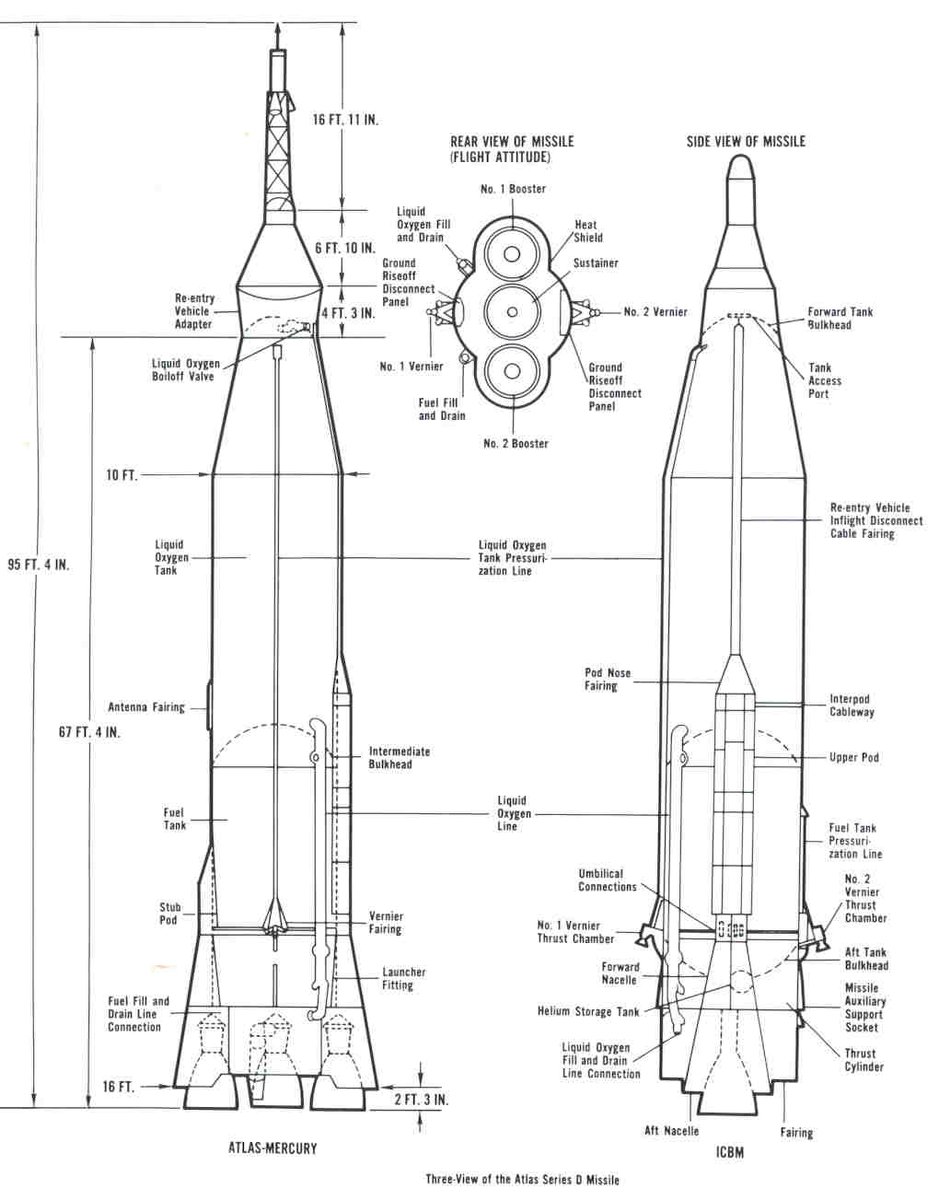 16 FT. 11 IN.
REAR VIEW OF MISSILE
(FLIGHT ATTITUDE)
SIDE VIEW OF MISSILE
No. 1 Booster
Liquid
Oxygen Fill
and Drain
Heat
Shield
6 FT. 10 IN.
Ground
Riseoff
Disconnect
Panel
Sustainer
Re-entry
Vehicle
Adapter
4 FT. 3 IN.
No. 2 Vernier
Forward Tank
Bulkhead
Liquid Oxygen
Boiloff Valve
No. 1 Vernier
Ground
Riseoff
Disconnect
Panel
Tank
Access
Port
Fuel Fill
and Drain
No. 2 Booster
10 FT.
Re-entry Vehicle
Inflight Disconnect
Cable Fairing
95 FT. 4 IN.
Liquid
Oxygen
Tank
Liquid Oxygen
Tank Pressuri-
zation Line
Pod Nose
Fairing
Antenna Fairing
Interpod
Cableway
67 FT. 4 IN.
Intermediate
Bulkhead
Upper Pod
Fuel
Tank
Liquid
Oxygen
Line
Fuel Tank
Pressuri-
zation Line
Umbilical
Connections
No. 2
Vernier
Thrust
Chamber
Stub
Pod
Vernier
Fairing
No. 1 Vernier
Thrust Chamber
Aft Tank
Bulkhead
Launcher
Fitting
Forward
Nacelle
Fuel Fill and
Drain Line
Connection
Helium Storage Tank
Missile
Auxiliary
Support
Socket
Liquid Oxygen
Fill and Drain
Line Connection
Thrust
Cylinder
16 FT.
2 FT. 3 IN.
Aft Nacelle
Fairing
ATLAS-MERCURY
ICBM
Three-View of the Atlas Series D Missile